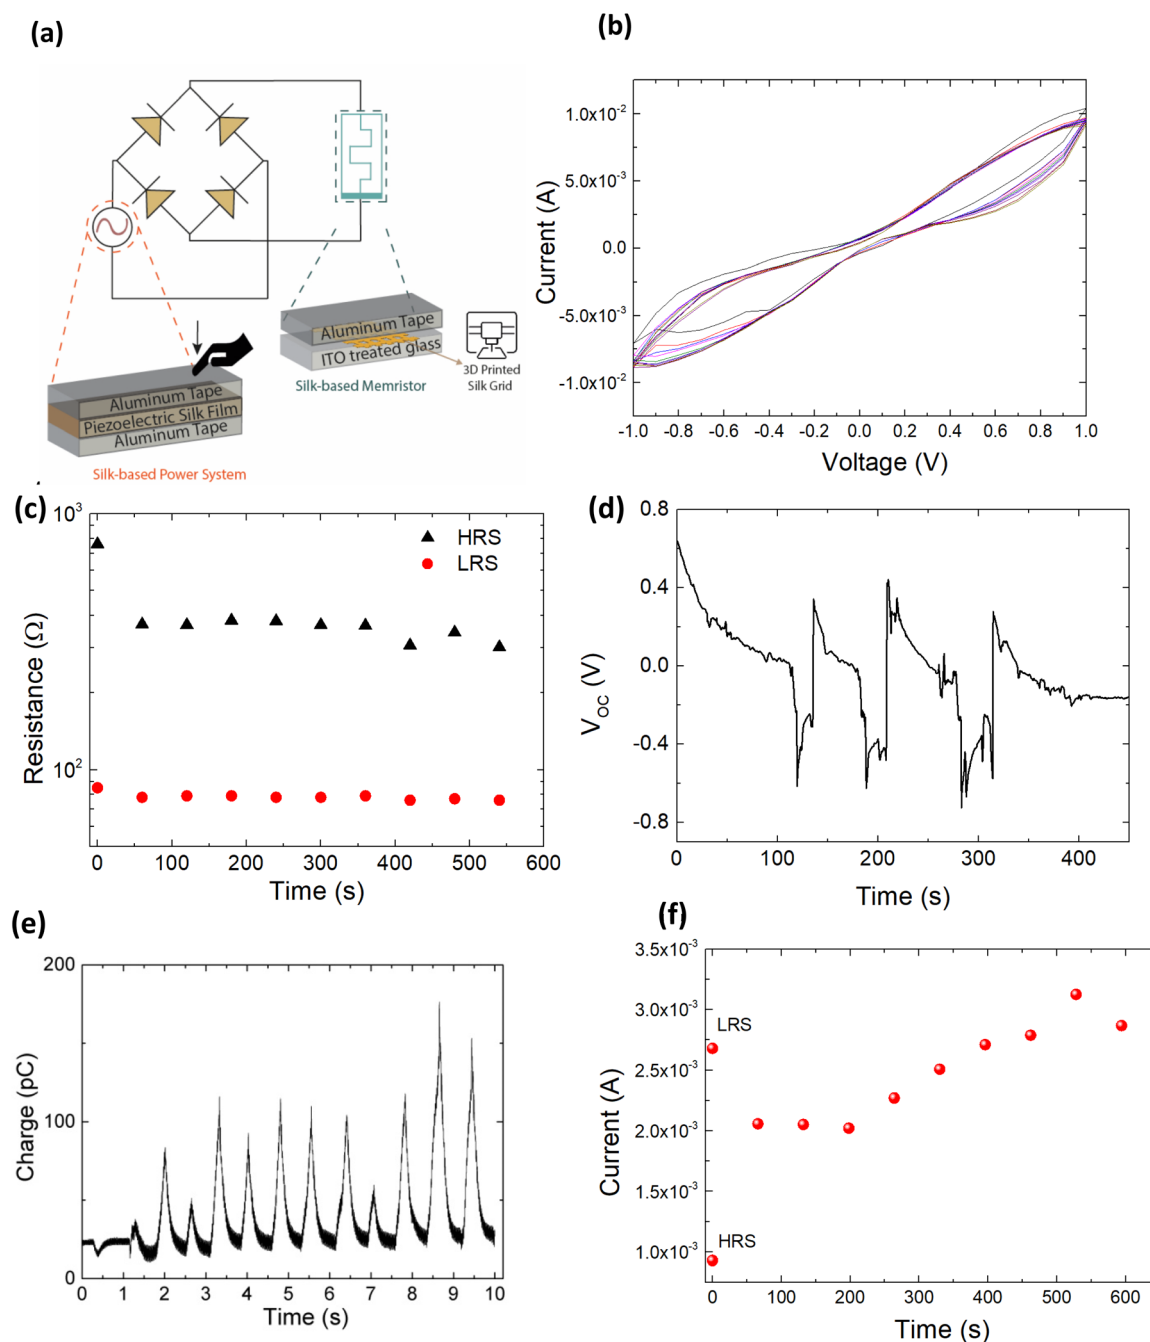 (a)
Aluminum Tape
ITO treated glass
Silk-based Memristor
3D Printed
Silk Grid
Aluminum Tape
Piezoelectric Silk Film
Aluminum Tape
Silk-based Power System
(b)
1.0x10⁻²
5.0x10⁻³
0.0
-5.0x10⁻³
-1.0x10⁻²
Current (A)
-1.0 -0.8 -0.6 -0.4 -0.2 0.0 0.2 0.4 0.6 0.8 1.0
Voltage (V)
(c)
10³
10²
Resistance (Ω)
HRS
LRS
0 100 200 300 400 500 600
Time (s)
(d)
0.8
0.4
0.0
-0.4
-0.8
V_OC (V)
0 100 200 300 400
Time (s)
(e)
200
100
0
Charge (pC)
0 1 2 3 4 5 6 7 8 9 10
Time (s)
(f)
3.5x10⁻³
3.0x10⁻³
2.5x10⁻³
2.0x10⁻³
1.5x10⁻³
1.0x10⁻³
Current (A)
LRS
HRS
0 100 200 300 400 500 600
Time (s)